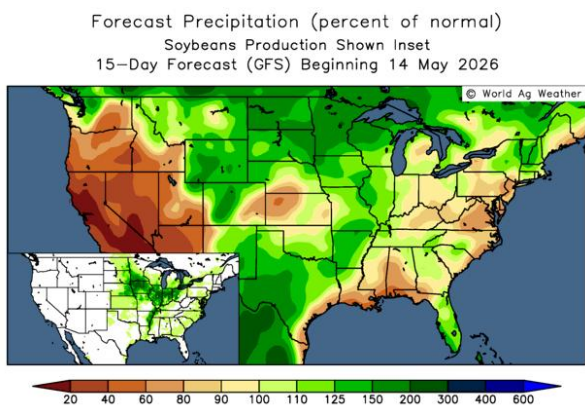 Forecast Precipitation (percent of normal)
Soybeans Production Shown Inset
15-Day Forecast (GFS) Beginning 14 May 2026
© World Ag Weather
20 40 60 80 90 100 110 125 150 200 300 400 600